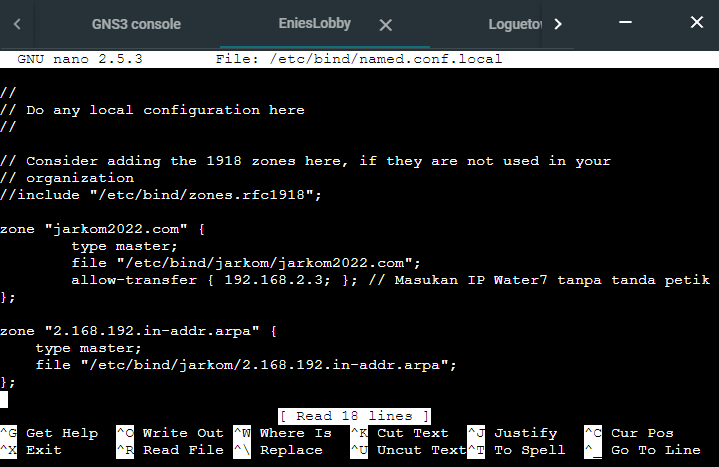 GNS3 console EniesLobby Loguetow
GNU nano 2.5.3 File: /etc/bind/named.conf.local
//
// Do any local configuration here
//
// Consider adding the 1918 zones here, if they are not used in your
// organization
//include "/etc/bind/zones.rfc1918";
zone "jarkom2022.com" {
type master;
file "/etc/bind/jarkom/jarkom2022.com";
allow-transfer { 192.168.2.3; }; // Masukan IP Water7 tanpa tanda petik
};
zone "2.168.192.in-addr.arpa" {
type master;
file "/etc/bind/jarkom/2.168.192.in-addr.arpa";
};
[ Read 18 lines ]
^G Get Help ^O Write Out ^W Where Is ^K Cut Text ^J Justify ^C Cur Pos
^X Exit ^R Read File ^\ Replace ^U Uncut Text ^T To Spell ^_ Go To Line